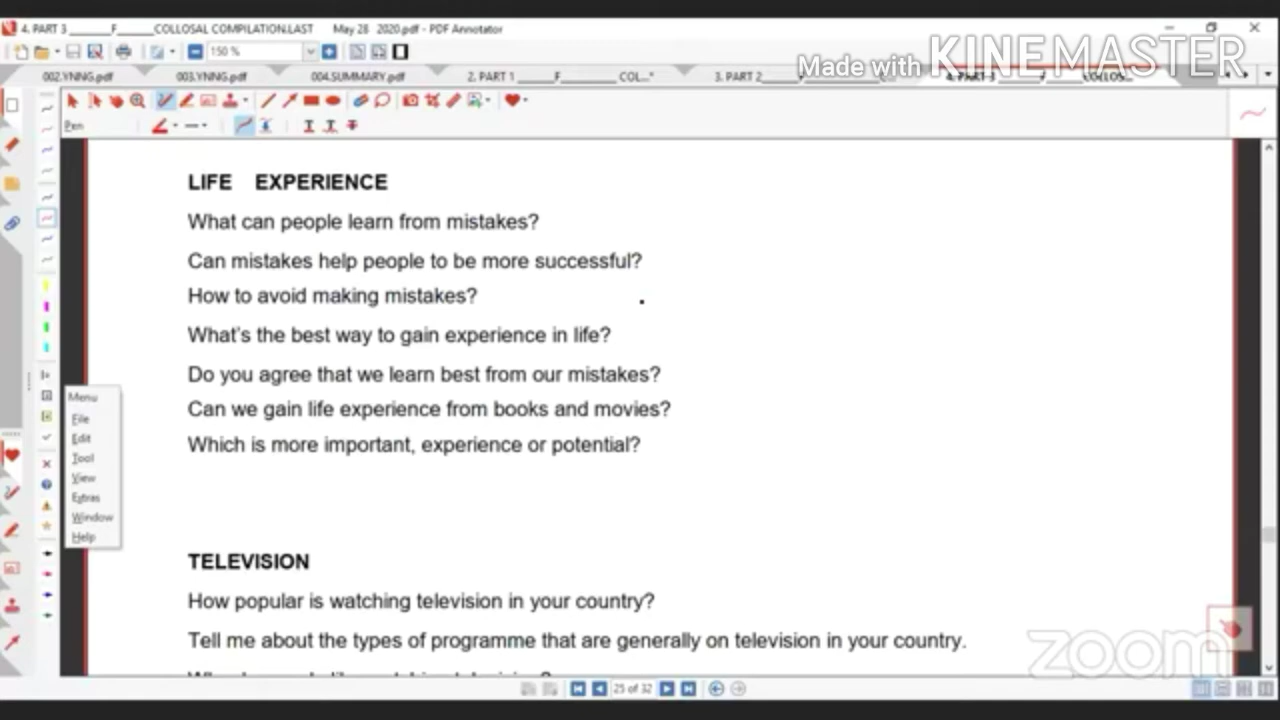 4. PART 3 ______F______COLLOSAL COMPILATION.LAST May 28 2020.pdf - PDF Annotator
150 %
Made with KINEMASTER
002.YNNG.pdf
003.YNNG.pdf
004.SUMMARY.pdf
2. PART 1 ______F______ COL...*
3. PART 2
Pen
LIFE EXPERIENCE
What can people learn from mistakes?
Can mistakes help people to be more successful?
How to avoid making mistakes?
What's the best way to gain experience in life?
Do you agree that we learn best from our mistakes?
Can we gain life experience from books and movies?
Which is more important, experience or potential?
Menu
File
Edit
Tool
View
Extras
Window
Help
TELEVISION
How popular is watching television in your country?
Tell me about the types of programme that are generally on television in your country.
zoom
25 of 32